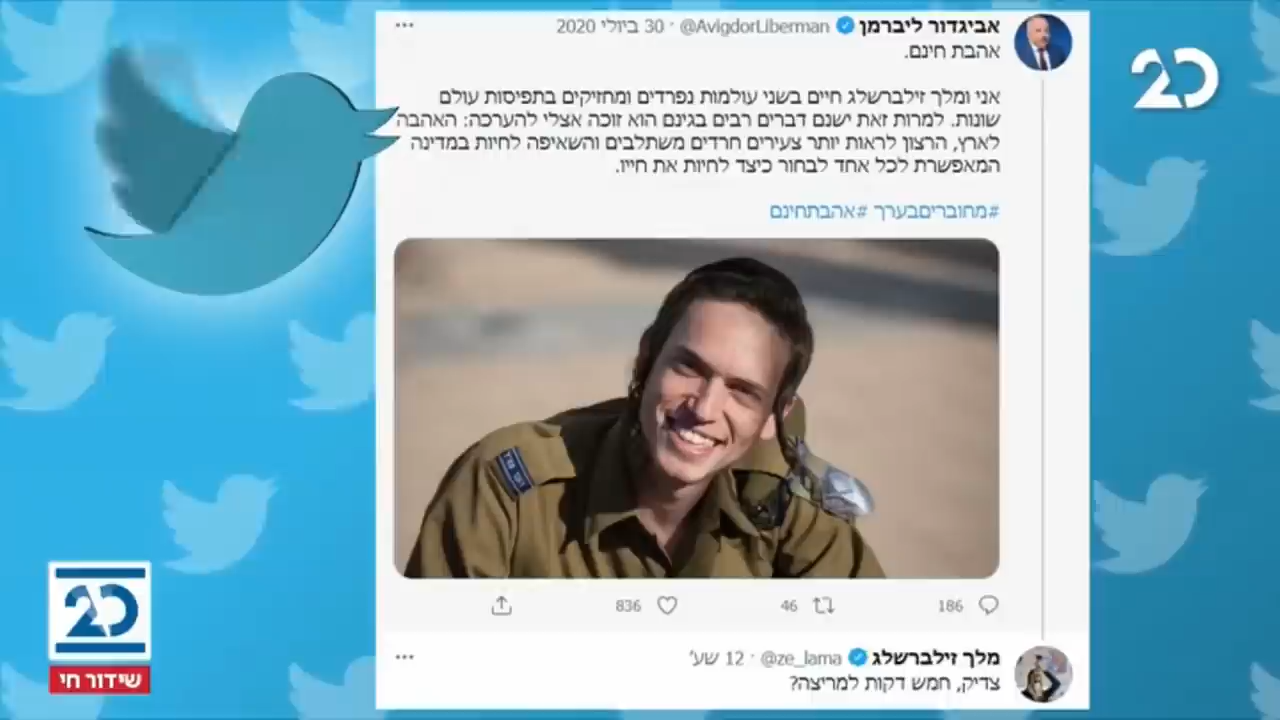 אביגדור ליברמן @AvigdorLiberman · 30 ביולי 2020
אהבת חינם.
אני ומלך זילברשלג חיים בשני עולמות נפרדים ומחזיקים בתפיסות עולם
שונות. למרות זאת ישנם דברים רבים בגינם הוא זוכה אצלי להערכה: האהבה
לארץ, הרצון לראות יותר צעירים חרדים משתלבים והשאיפה לחיות במדינה
המאפשרת לכל אחד לבחור כיצד לחיות את חייו.
#מחובריםבערך #אהבתחינם
186 46 836
מלך זילברשלג @ze_lama · 12 שע'
צדיק, חמש דקות למריצה?
20
20
שידור חי